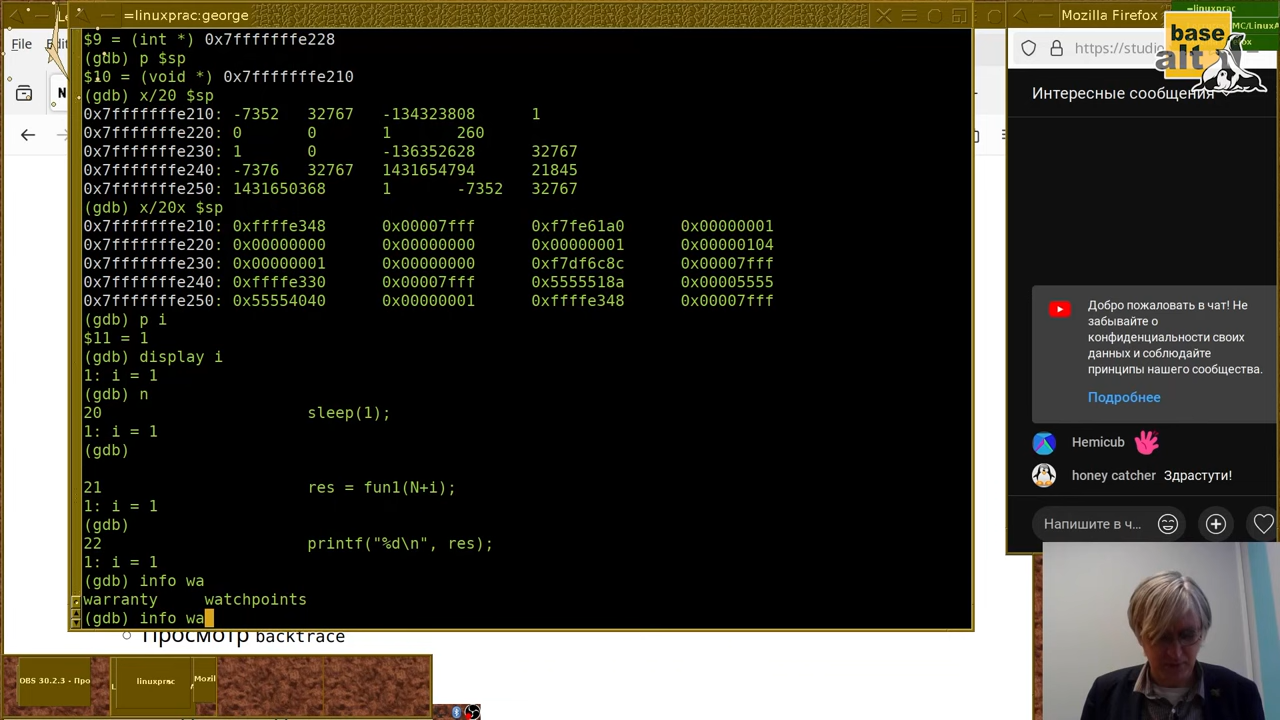 =linuxprac:george
Mozilla Firefox
linuxprac
File
Edit
base
alt
https://studio
Интересные сообщения
$9 = (int *) 0x7fffffffe228
(gdb) p $sp
$10 = (void *) 0x7fffffffe210
(gdb) x/20 $sp
0x7fffffffe210: -7352 32767 -134323808 1
0x7fffffffe220: 0 0 1 260
0x7fffffffe230: 1 0 -136352628 32767
0x7fffffffe240: -7376 32767 1431654794 21845
0x7fffffffe250: 1431650368 1 -7352 32767
(gdb) x/20x $sp
0x7fffffffe210: 0xffffe348 0x00007fff 0xf7fe61a0 0x00000001
0x7fffffffe220: 0x00000000 0x00000000 0x00000001 0x00000104
0x7fffffffe230: 0x00000001 0x00000000 0xf7df6c8c 0x00007fff
0x7fffffffe240: 0xffffe330 0x00007fff 0x5555518a 0x00005555
0x7fffffffe250: 0x55554040 0x00000001 0xffffe348 0x00007fff
(gdb) p i
$11 = 1
(gdb) display i
1: i = 1
(gdb) n
20 sleep(1);
1: i = 1
(gdb)
21 res = fun1(N+i);
1: i = 1
(gdb)
22 printf("%d\n", res);
1: i = 1
(gdb) info wa
warranty watchpoints
(gdb) info wa
Просмотр backtrace
Добро пожаловать в чат! Не
забывайте о
конфиденциальности своих
данных и соблюдайте
принципы нашего сообщества.
Подробнее
Hemicub
honey catcher Здрастути!
Напишите в ч...
OBS 30.2.3 - Про
linuxprac
Mozil